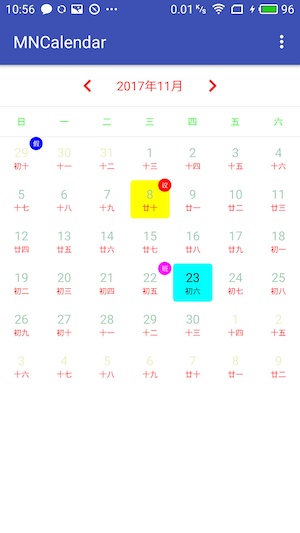 10:56 ... 0.01 K/s 96
MNCalendar
2017年11月
日 一 二 三 四 五 六
假
29 30 31 1 2 3 4
初十 十一 十二 十三 十四 十五 十六
议
5 6 7 8 9 10 11
十七 十八 十九 二十 廿一 廿二 廿三
12 13 14 15 16 17 18
廿四 廿五 廿六 廿七 廿八 廿九 初一
班
19 20 21 22 23 24 25
初二 初三 初四 初五 初六 初七 初八
26 27 28 29 30 1 2
初九 初十 十一 十二 十三 十四 十五
3 4 5 6 7 8 9
十六 十七 十八 十九 二十 廿一 廿二